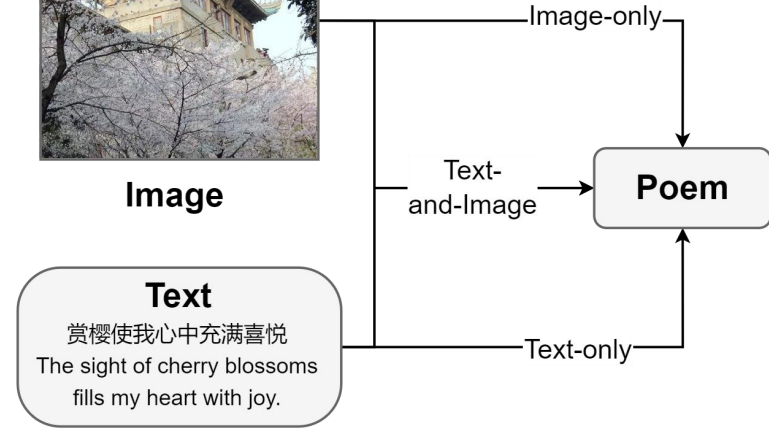 Image-only
Image
Text-
and-Image
Poem
Text
赏樱使我心中充满喜悦
The sight of cherry blossoms
fills my heart with joy.
Text-only